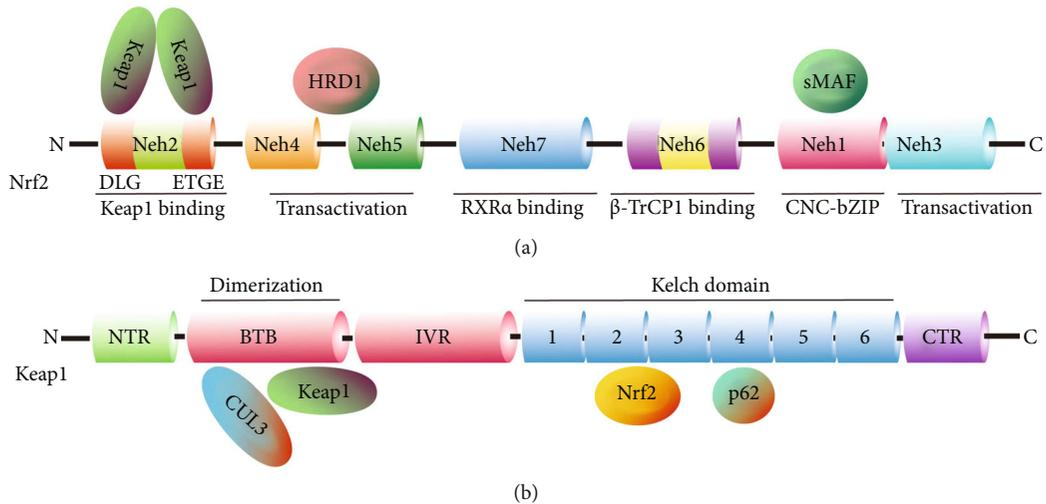 Keap1 Keap1 HRD1 sMAF
N Neh2 Neh4 Neh5 Neh7 Neh6 Neh1 Neh3 C
Nrf2 DLG ETGE
Keap1 binding Transactivation RXRα binding β-TrCP1 binding CNC-bZIP Transactivation
(a)
Dimerization Kelch domain
N NTR BTB IVR 1 2 3 4 5 6 CTR C
Keap1
CUL3 Keap1 Nrf2 p62
(b)